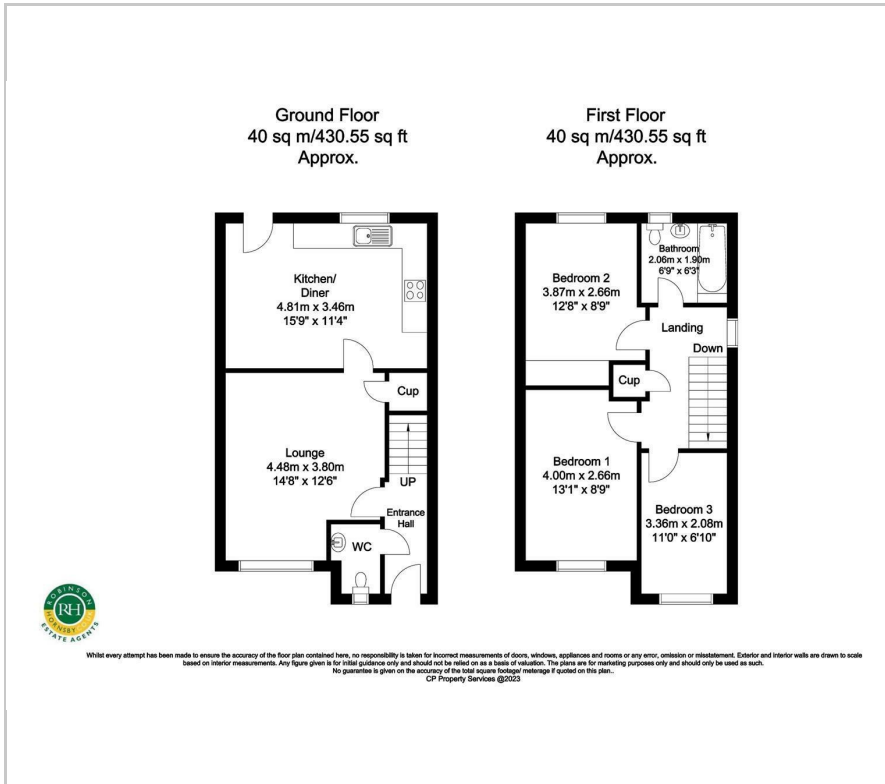 Ground Floor
40 sq m/430.55 sq ft
Approx.
First Floor
40 sq m/430.55 sq ft
Approx.
Kitchen/
Diner
4.81m x 3.46m
15'9" x 11'4"
Cup
Lounge
4.48m x 3.80m
14'8" x 12'6"
UP
Entrance
Hall
WC
Bathroom
2.06m x 1.90m
6'9" x 6'3"
Bedroom 2
3.87m x 2.66m
12'8" x 8'9"
Landing
Down
Cup
Bedroom 1
4.00m x 2.66m
13'1" x 8'9"
Bedroom 3
3.36m x 2.08m
11'0" x 6'10"
ROBINSON
HORNSBY
RH
ESTATE AGENTS
Whilst every attempt has been made to ensure the accuracy of the floor plan contained here, no responsibility is taken for incorrect measurements of doors, windows, appliances and rooms or any error, omission or misstatement. Exterior and interior walls are drawn to scale
based on interior measurements. Any figure given is for initial guidance only and should not be relied on as a basis of valuation. The plans are for marketing purposes only and should only be used as such.
No guarantee is given on the accuracy of the total square footage/ meterage if quoted on this plan..
CP Property Services @2023